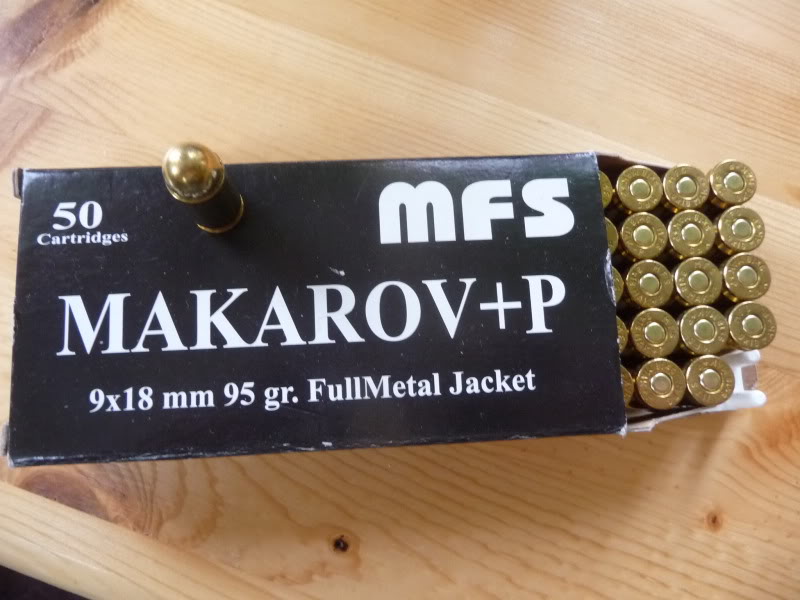 50
Cartridges
MFS
MAKAROV+P
9x18 mm 95 gr. FullMetal Jacket